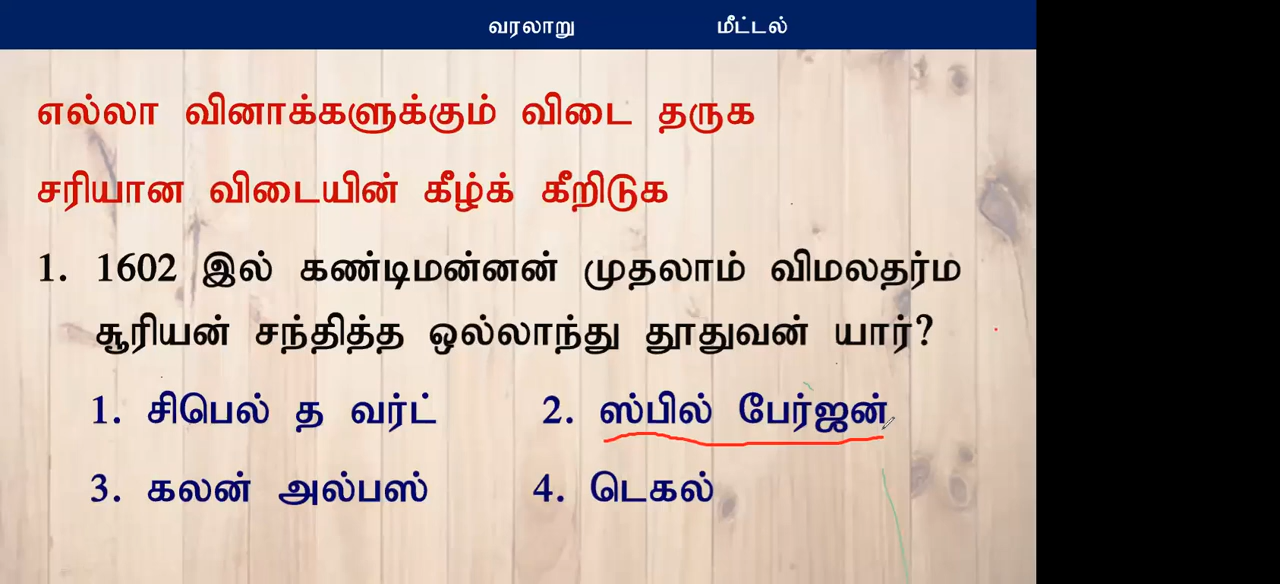 வரலாறு மீட்டல்
எல்லா வினாக்களுக்கும் விடை தருக
சரியான விடையின் கீழ்க் கீறிடுக
1. 1602 இல் கண்டிமன்னன் முதலாம் விமலதர்ம
சூரியன் சந்தித்த ஒல்லாந்து தூதுவன் யார்?
1. சிபெல் த வர்ட் 2. ஸ்பில் பேர்ஜன்
3. கலன் அல்பஸ் 4. டெகல்